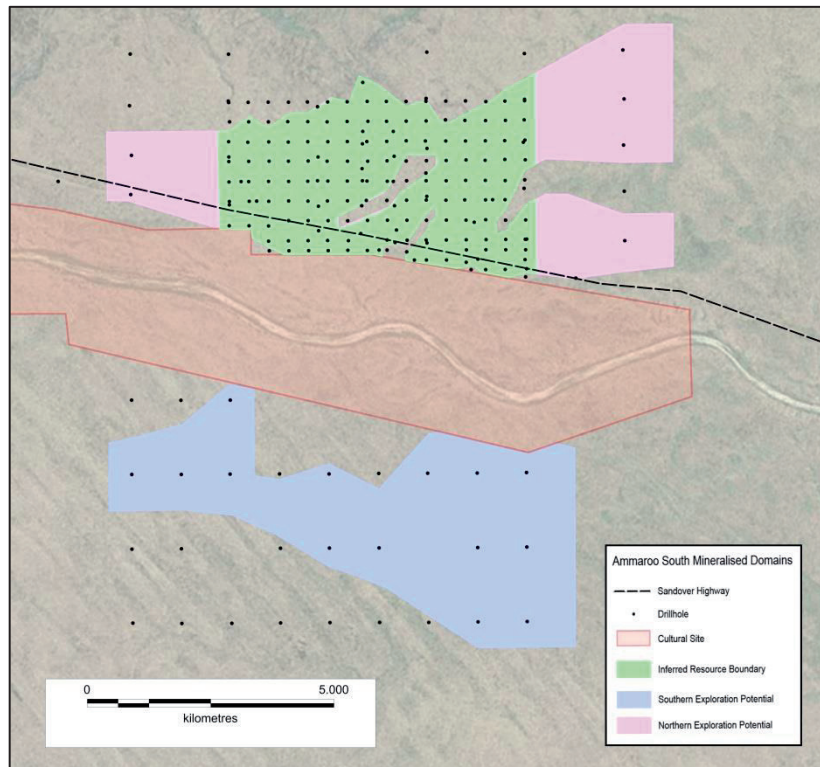 Ammaroo South Mineralised Domains
Sandover Highway
Drillhole
Cultural Site
Inferred Resource Boundary
Southern Exploration Potential
Northern Exploration Potential
0 5.000
kilometres